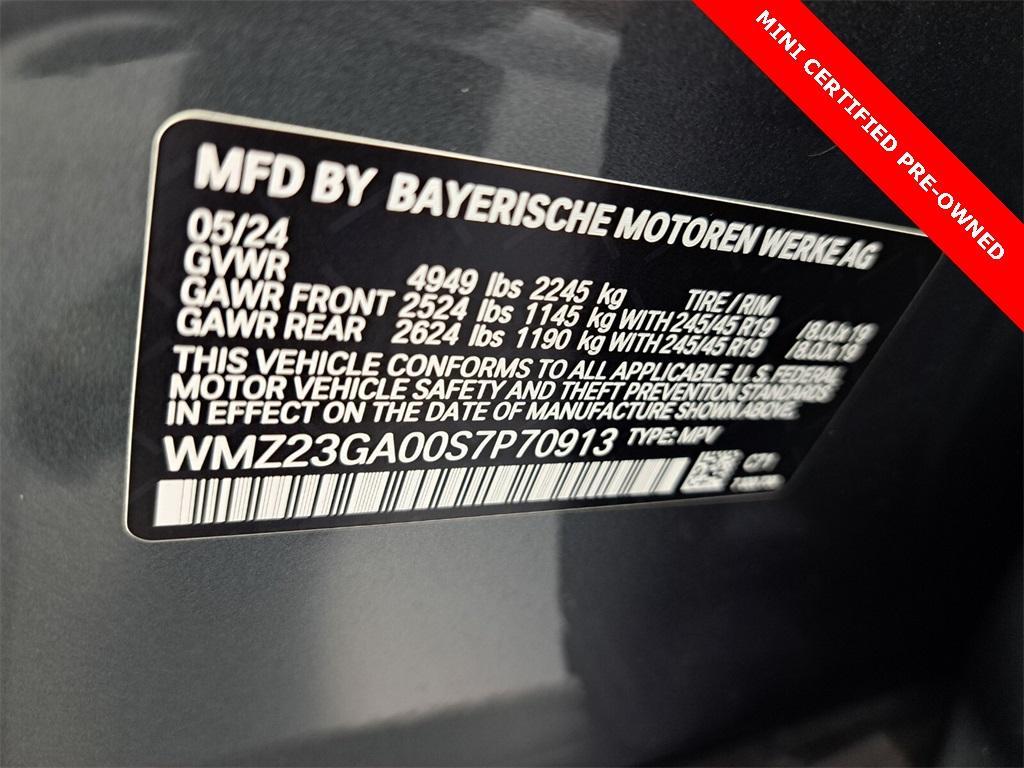 MINI CERTIFIED PRE-OWNED
MFD BY BAYERISCHE MOTOREN WERKE AG
05/24
GVWR 4949 lbs 2245 kg TIRE / RIM
GAWR FRONT 2524 lbs 1145 kg WITH 245/45 R19 /8.0Jx19
GAWR REAR 2624 lbs 1190 kg WITH 245/45 R19 /8.0Jx19
THIS VEHICLE CONFORMS TO ALL APPLICABLE U.S. FEDERAL
MOTOR VEHICLE SAFETY AND THEFT PREVENTION STANDARDS
IN EFFECT ON THE DATE OF MANUFACTURE SHOWN ABOVE.
WMZ23GA00S7P70913 TYPE: MPV